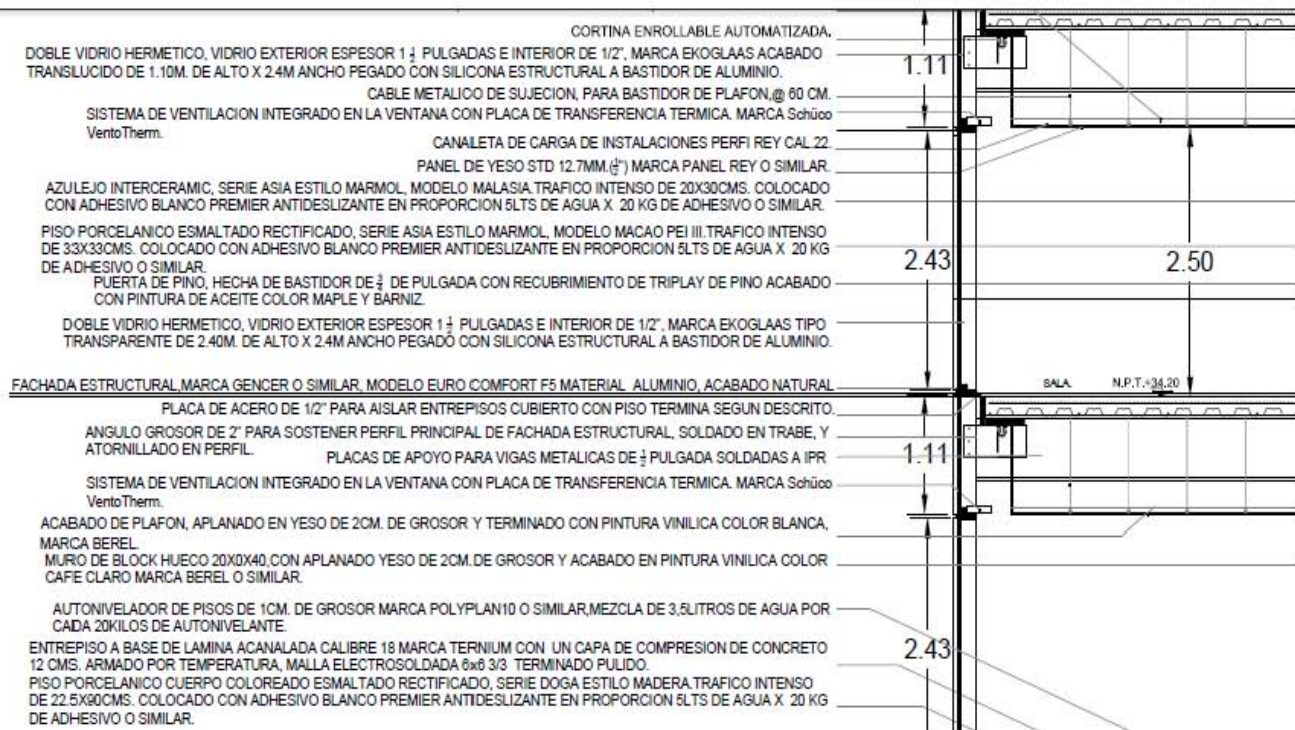 CORTINA ENROLLABLE AUTOMATIZADA.
DOBLE VIDRIO HERMETICO, VIDRIO EXTERIOR ESPESOR 1 ½ PULGADAS E INTERIOR DE 1/2", MARCA EKOGLAAS ACABADO
TRANSLUCIDO DE 1.10M. DE ALTO X 2.4M ANCHO PEGADO CON SILICONA ESTRUCTURAL A BASTIDOR DE ALUMINIO.
1.11
CABLE METALICO DE SUJECION, PARA BASTIDOR DE PLAFON,@ 60 CM.
SISTEMA DE VENTILACION INTEGRADO EN LA VENTANA CON PLACA DE TRANSFERENCIA TERMICA. MARCA Schüco
VentoTherm.
CANALETA DE CARGA DE INSTALACIONES PERFI REY CAL.22.
PANEL DE YESO STD 12.7MM.(½") MARCA PANEL REY O SIMILAR.
AZULEJO INTERCERAMIC, SERIE ASIA ESTILO MARMOL, MODELO MALASIA.TRAFICO INTENSO DE 20X30CMS. COLOCADO
CON ADHESIVO BLANCO PREMIER ANTIDESLIZANTE EN PROPORCION 5LTS DE AGUA X 20 KG DE ADHESIVO O SIMILAR.
PISO PORCELANICO ESMALTADO RECTIFICADO, SERIE ASIA ESTILO MARMOL, MODELO MACAO PEI III.TRAFICO INTENSO
DE 33X33CMS. COLOCADO CON ADHESIVO BLANCO PREMIER ANTIDESLIZANTE EN PROPORCION 5LTS DE AGUA X 20 KG
DE ADHESIVO O SIMILAR.
2.43
2.50
PUERTA DE PINO, HECHA DE BASTIDOR DE ¾ DE PULGADA CON RECUBRIMIENTO DE TRIPLAY DE PINO ACABADO
CON PINTURA DE ACEITE COLOR MAPLE Y BARNIZ.
DOBLE VIDRIO HERMETICO, VIDRIO EXTERIOR ESPESOR 1 ½ PULGADAS E INTERIOR DE 1/2", MARCA EKOGLAAS TIPO
TRANSPARENTE DE 2.40M. DE ALTO X 2.4M ANCHO PEGADO CON SILICONA ESTRUCTURAL A BASTIDOR DE ALUMINIO.
FACHADA ESTRUCTURAL,MARCA GENCER O SIMILAR, MODELO EURO COMFORT F5 MATERIAL ALUMINIO, ACABADO NATURAL
SALA. N.P.T.+34.20
PLACA DE ACERO DE 1/2" PARA AISLAR ENTREPISOS CUBIERTO CON PISO TERMINA SEGUN DESCRITO.
ANGULO GROSOR DE 2" PARA SOSTENER PERFIL PRINCIPAL DE FACHADA ESTRUCTURAL, SOLDADO EN TRABE, Y
ATORNILLADO EN PERFIL.
PLACAS DE APOYO PARA VIGAS METALICAS DE ½ PULGADA SOLDADAS A IPR
1.11
SISTEMA DE VENTILACION INTEGRADO EN LA VENTANA CON PLACA DE TRANSFERENCIA TERMICA. MARCA Schüco
VentoTherm.
ACABADO DE PLAFON, APLANADO EN YESO DE 2CM. DE GROSOR Y TERMINADO CON PINTURA VINILICA COLOR BLANCA,
MARCA BEREL.
MURO DE BLOCK HUECO 20X0X40,CON APLANADO YESO DE 2CM.DE GROSOR Y ACABADO EN PINTURA VINILICA COLOR
CAFE CLARO MARCA BEREL O SIMILAR.
AUTONIVELADOR DE PISOS DE 1CM. DE GROSOR MARCA POLYPLAN10 O SIMILAR,MEZCLA DE 3,5LITROS DE AGUA POR
CADA 20KILOS DE AUTONIVELANTE.
ENTREPISO A BASE DE LAMINA ACANALADA CALIBRE 18 MARCA TERNIUM CON UN CAPA DE COMPRESION DE CONCRETO
12 CMS. ARMADO POR TEMPERATURA, MALLA ELECTROSOLDADA 6x6 3/3 TERMINADO PULIDO.
2.43
PISO PORCELANICO CUERPO COLOREADO ESMALTADO RECTIFICADO, SERIE DOGA ESTILO MADERA.TRAFICO INTENSO
DE 22.5X90CMS. COLOCADO CON ADHESIVO BLANCO PREMIER ANTIDESLIZANTE EN PROPORCION 5LTS DE AGUA X 20 KG
DE ADHESIVO O SIMILAR.